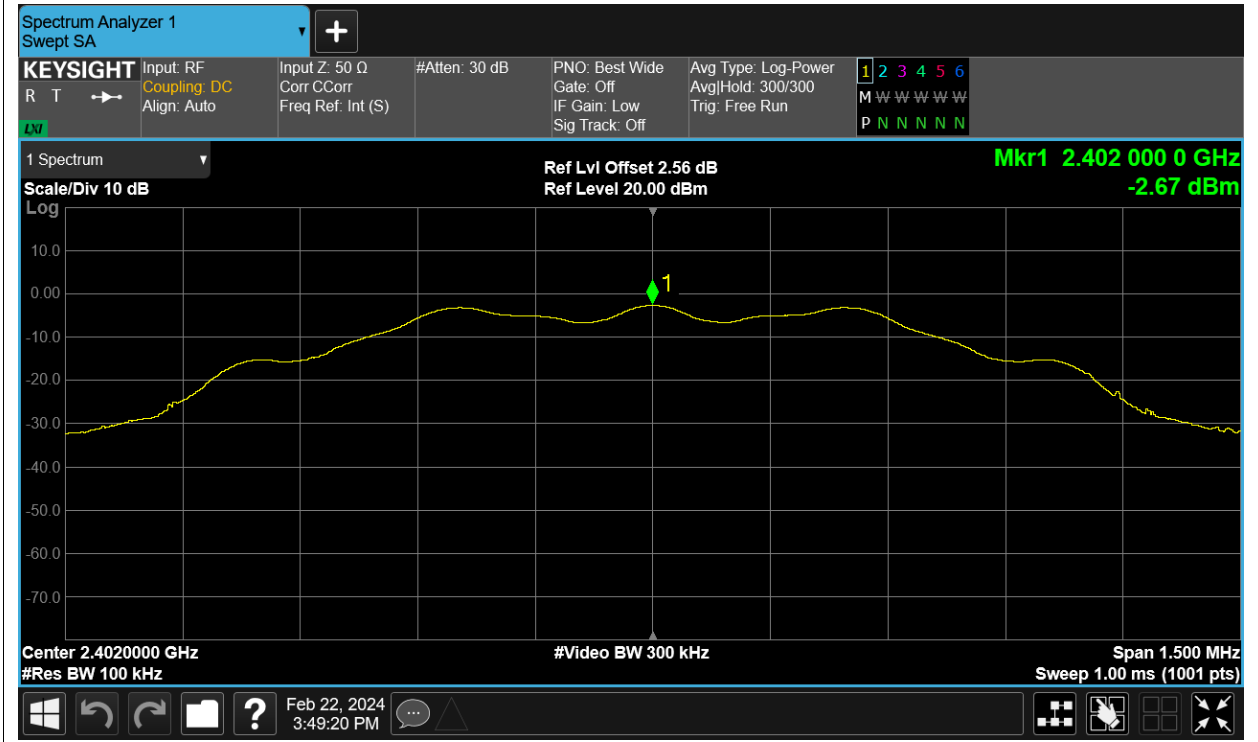 Spectrum Analyzer 1
Swept SA
+
KEYSIGHT
R T
LXI
Input: RF
Coupling: DC
Align: Auto
Input Z: 50 Ω
Corr CCorr
Freq Ref: Int (S)
#Atten: 30 dB
PNO: Best Wide
Gate: Off
IF Gain: Low
Sig Track: Off
Avg Type: Log-Power
Avg|Hold: 300/300
Trig: Free Run
1 2 3 4 5 6
M W W W W W
P N N N N N
1 Spectrum
Scale/Div 10 dB
Log
Ref Lvl Offset 2.56 dB
Ref Level 20.00 dBm
Mkr1 2.402 000 0 GHz
-2.67 dBm
10.0
0.00
-10.0
-20.0
-30.0
-40.0
-50.0
-60.0
-70.0
1
Center 2.4020000 GHz
#Res BW 100 kHz
#Video BW 300 kHz
Span 1.500 MHz
Sweep 1.00 ms (1001 pts)
?
Feb 22, 2024
3:49:20 PM